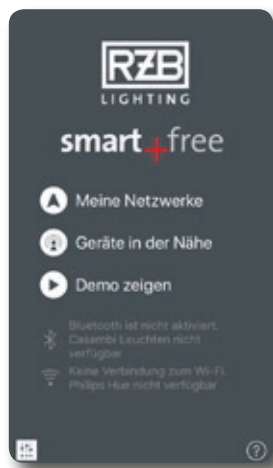 RZB
LIGHTING
smart+free
Meine Netzwerke
Geräte in der Nähe
Demo zeigen
Bluetooth ist nicht aktiviert.
Casambi Leuchten nicht
verfügbar
Keine Verbindung zum Wi-Fi.
Philips Hue nicht verfügbar
?